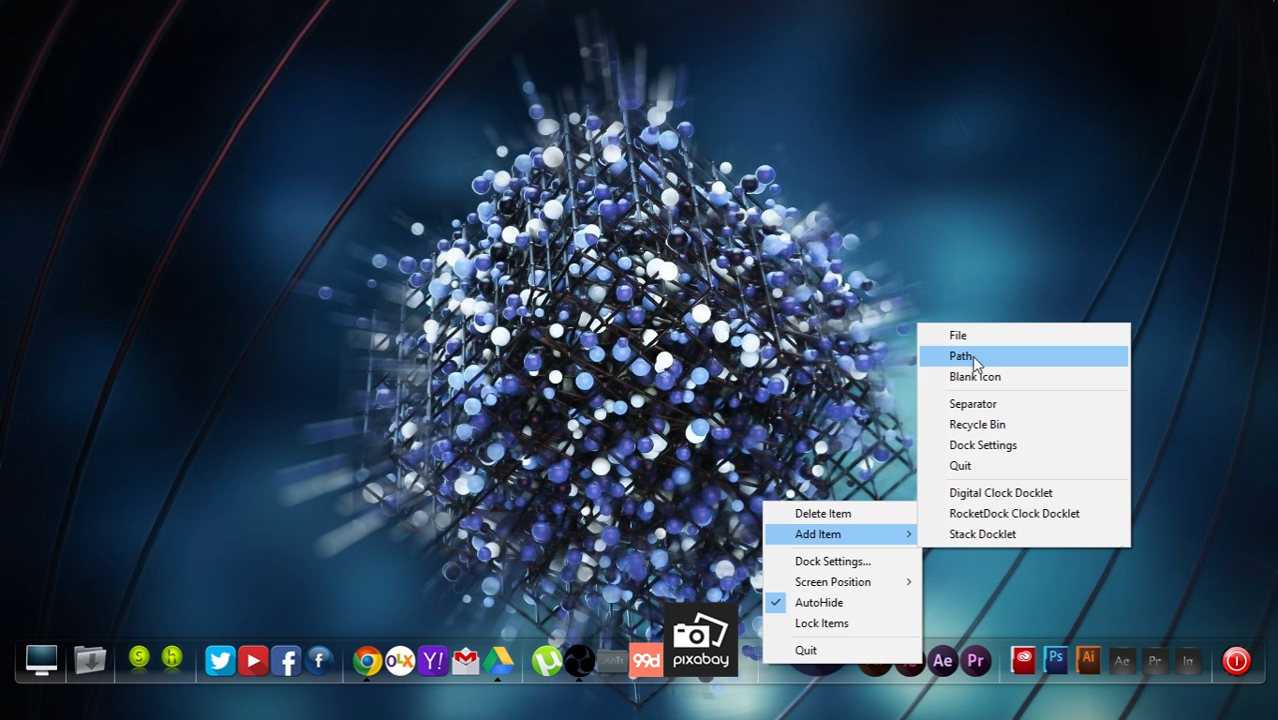 File
Path
Blank Icon
Separator
Recycle Bin
Dock Settings
Quit
Digital Clock Docklet
RocketDock Clock Docklet
Stack Docklet
Delete Item
Add Item
Dock Settings...
Screen Position
AutoHide
Lock Items
Quit
pixabay
s
h
f
f
OLX
Y!
99d
Ae
Pr
Ps
Ai
Ae
Pr
In